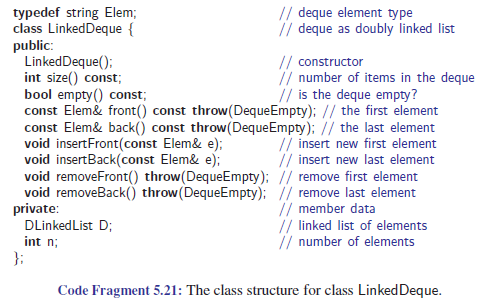 typedef string Elem; // deque element type
class LinkedDeque { // deque as doubly linked list
public:
LinkedDeque(); // constructor
int size() const; // number of items in the deque
bool empty() const; // is the deque empty?
const Elem& front() const throw(DequeEmpty); // the first element
const Elem& back() const throw(DequeEmpty); // the last element
void insertFront(const Elem& e); // insert new first element
void insertBack(const Elem& e); // insert new last element
void removeFront() throw(DequeEmpty); // remove first element
void removeBack() throw(DequeEmpty); // remove last element
private: // member data
DLinkedList D; // linked list of elements
int n; // number of elements
};
Code Fragment 5.21: The class structure for class LinkedDeque.